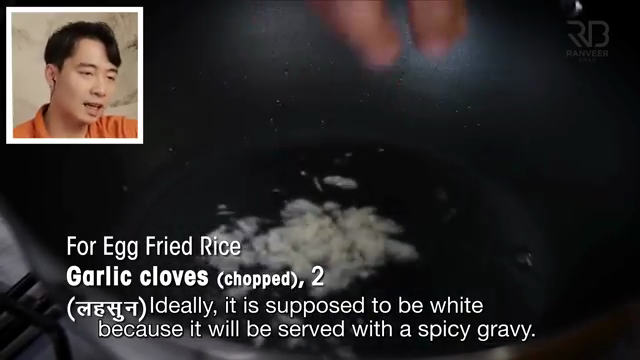 RB
RANVEER
For Egg Fried Rice
Garlic cloves (chopped), 2
(लहसुन) Ideally, it is supposed to be white
because it will be served with a spicy gravy.